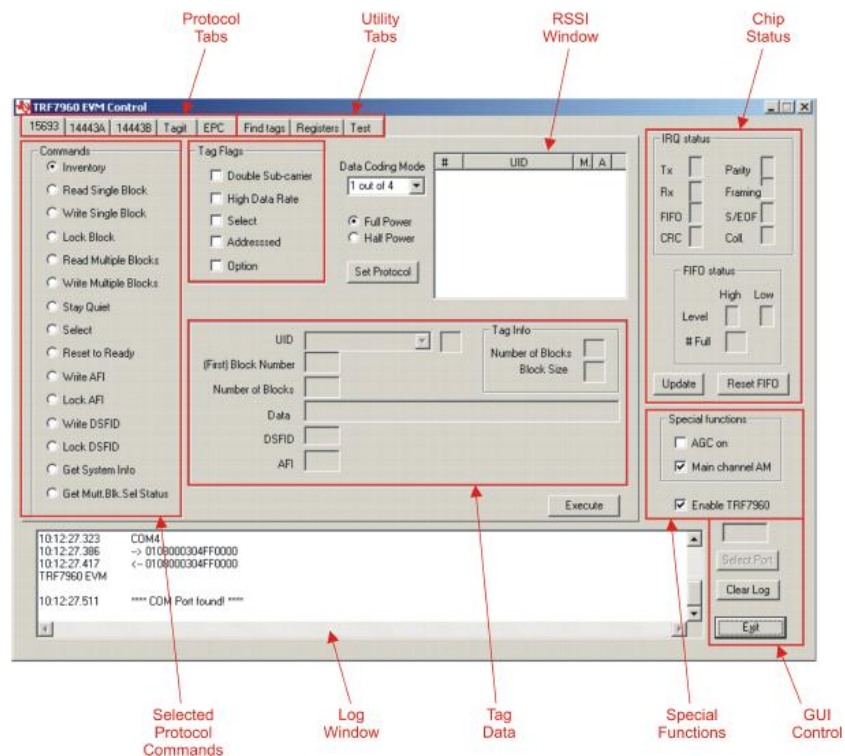 Protocol
Tabs
Utility
Tabs
RSSI
Window
Chip
Status
TRF7960 EVM Control
15693 14443A 14443B Tagit EPC Find tags Registers Test
Commands
Inventory
Read Single Block
Write Single Block
Lock Block
Read Multiple Blocks
Write Multiple Blocks
Stay Quiet
Select
Reset to Ready
Write AFI
Lock AFI
Write DSFID
Lock DSFID
Get System Info
Get Mutt.Blk.Sel Status
Tag Flags
Double Sub-carrier
High Data Rate
Select
Addresssed
Option
Data Coding Mode
1 out of 4
Full Power
Half Power
Set Protocol
# UID M A
UID
(First) Block Number
Number of Blocks
Data
DSFID
AFI
Tag Info
Number of Blocks
Block Size
Execute
IRQ status
Tx Parity
Rx Framing
FIFO S/EOF
CRC Coll
FIFO status
High Low
Level
# Full
Update Reset FIFO
Special functions
AGC on
Main channel AM
Enable TRF7960
Select Port
Clear Log
Exit
10:12:27.323 COM4
10:12:27.386 --> 0108000304FF0000
10:12:27.417 <-- 0108000304FF0000
TRF7960 EVM
10:12:27.511 **** COM Port found! ****
Selected
Protocol
Commands
Log
Window
Tag
Data
Special
Functions
GUI
Control